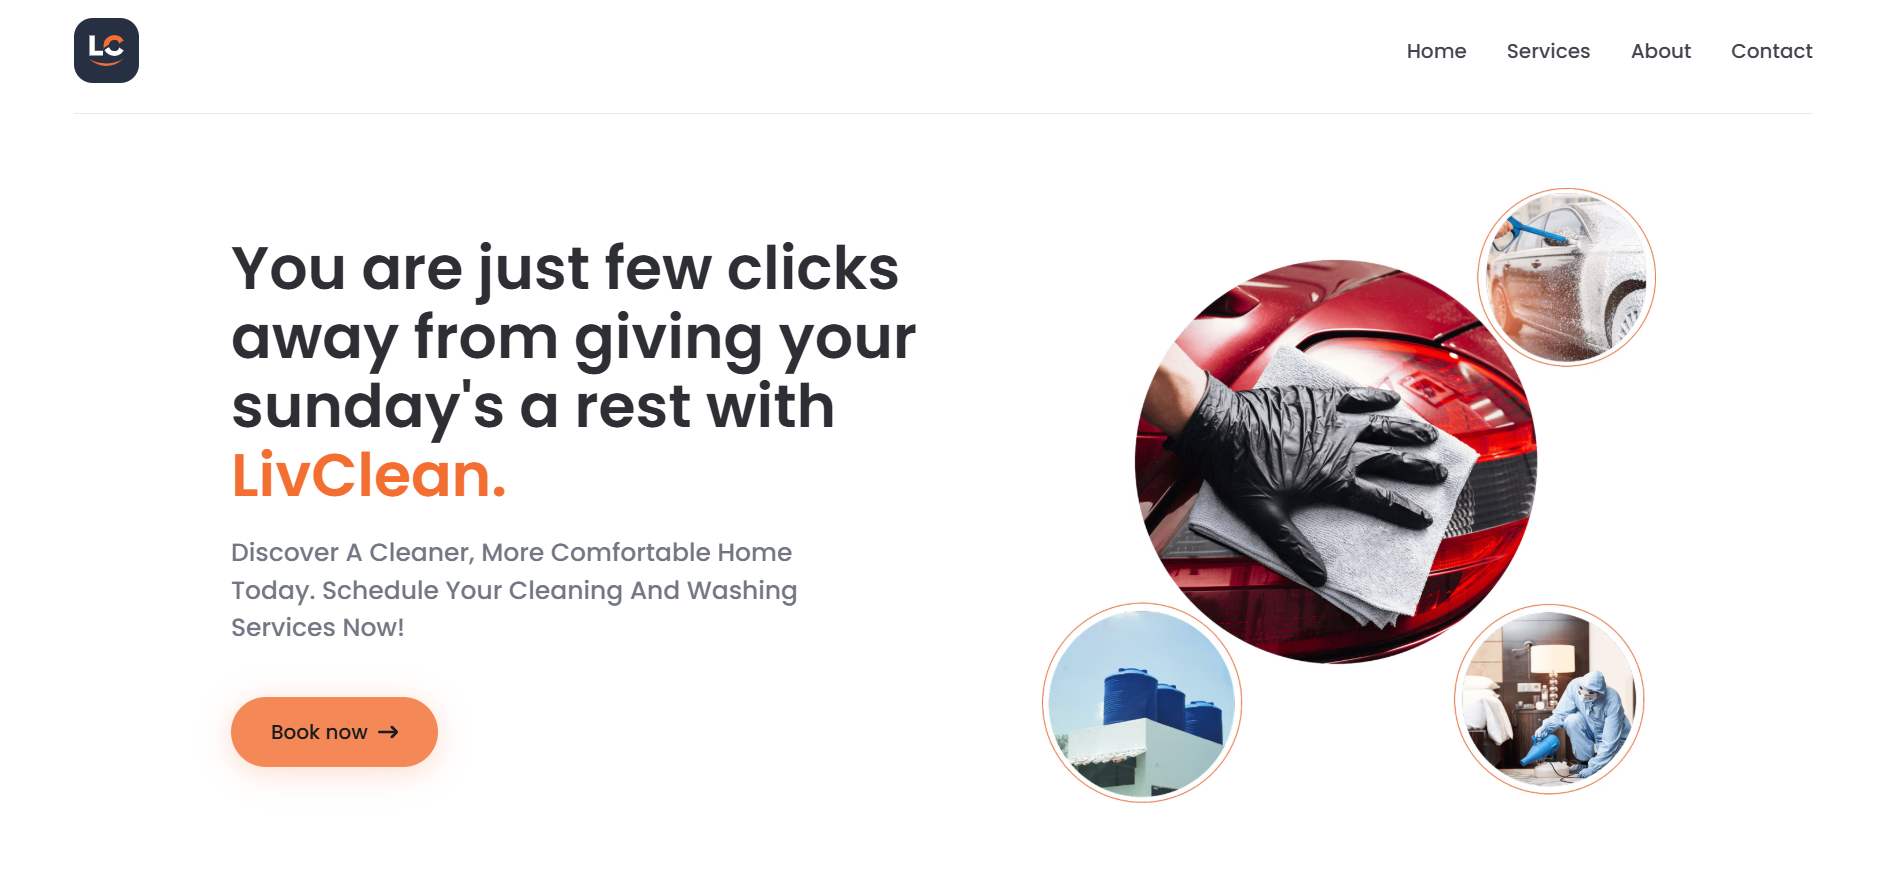 LC
Home Services About Contact
You are just few clicks
away from giving your
sunday's a rest with
LivClean.
Discover A Cleaner, More Comfortable Home
Today. Schedule Your Cleaning And Washing
Services Now!
Book now